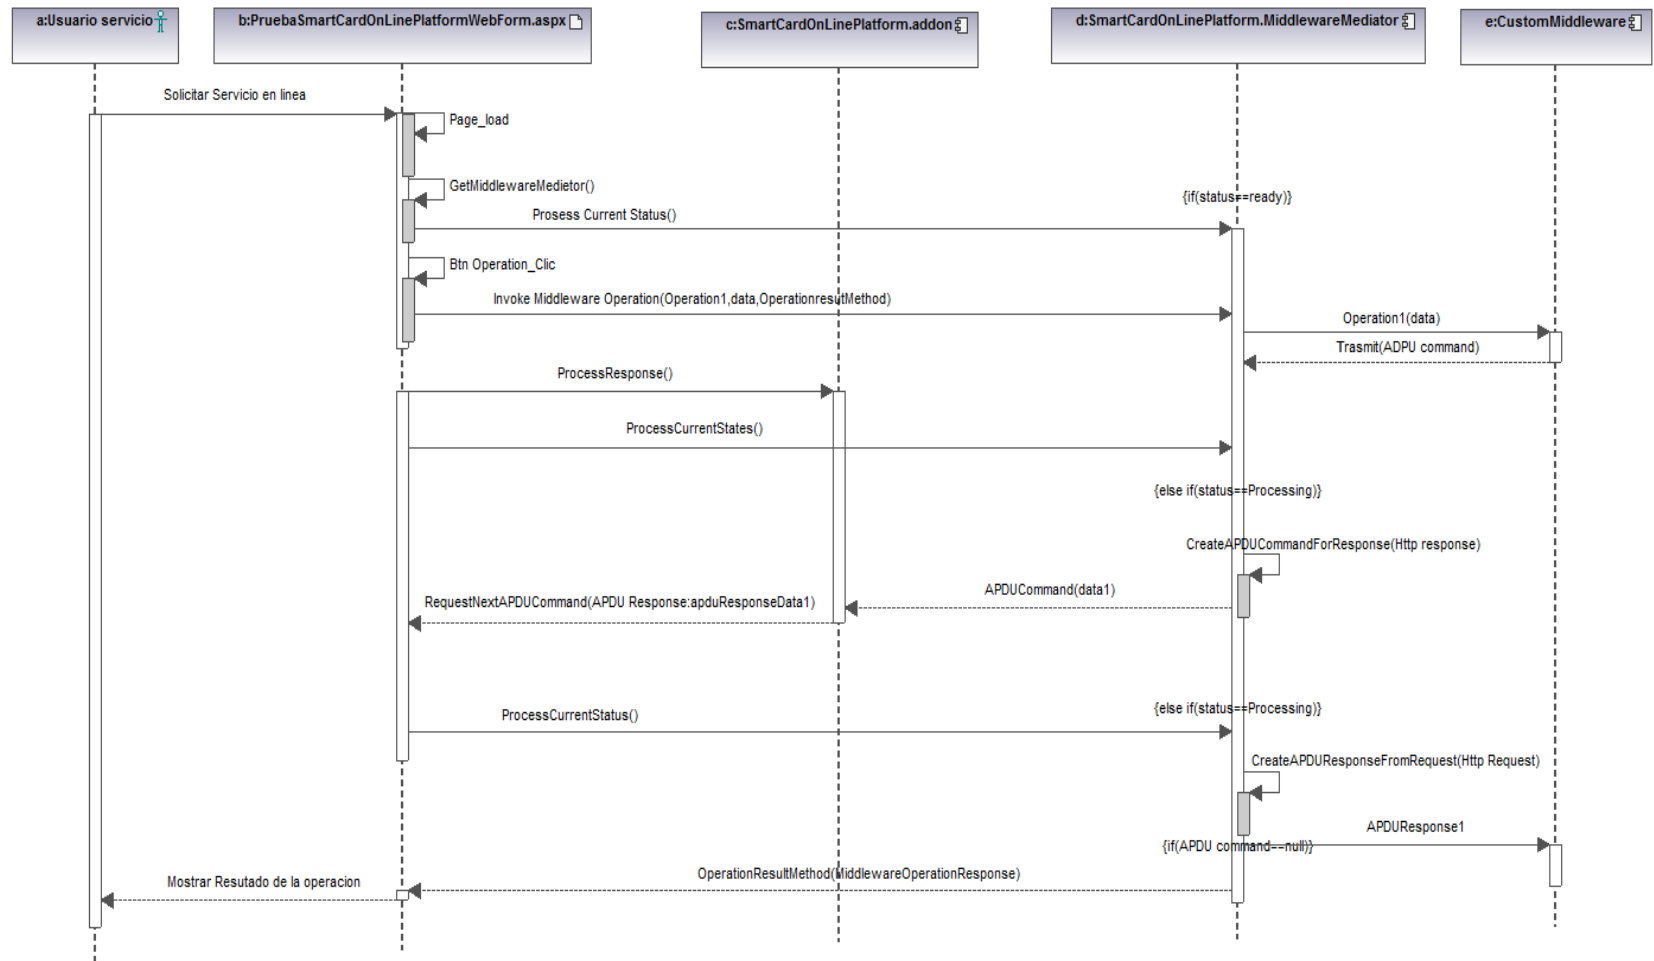 a:Usuario servicio
b:PruebaSmartCardOnLinePlatformWebForm.aspx
c:SmartCardOnLinePlatform.addon
d:SmartCardOnLinePlatform.MiddlewareMediator
e:CustomMiddleware
Solicitar Servicio en linea
Page_load
GetMiddlewareMedietor()
{if(status==ready)}
Prosess Current Status()
Btn Operation_Clic
Invoke Middleware Operation(Operation1,data,OperationresutMethod)
Operation1(data)
Trasmit(ADPU command)
ProcessResponse()
ProcessCurrentStates()
{else if(status==Processing)}
CreateAPDUCommandForResponse(Http response)
APDUCommand(data1)
RequestNextAPDUCommand(APDU Response:apduResponseData1)
{else if(status==Processing)}
ProcessCurrentStatus()
CreateAPDUResponseFromRequest(Http Request)
APDUResponse1
{if(APDU command==null)}
OperationResultMethod(MiddlewareOperationResponse)
Mostrar Resutado de la operacion